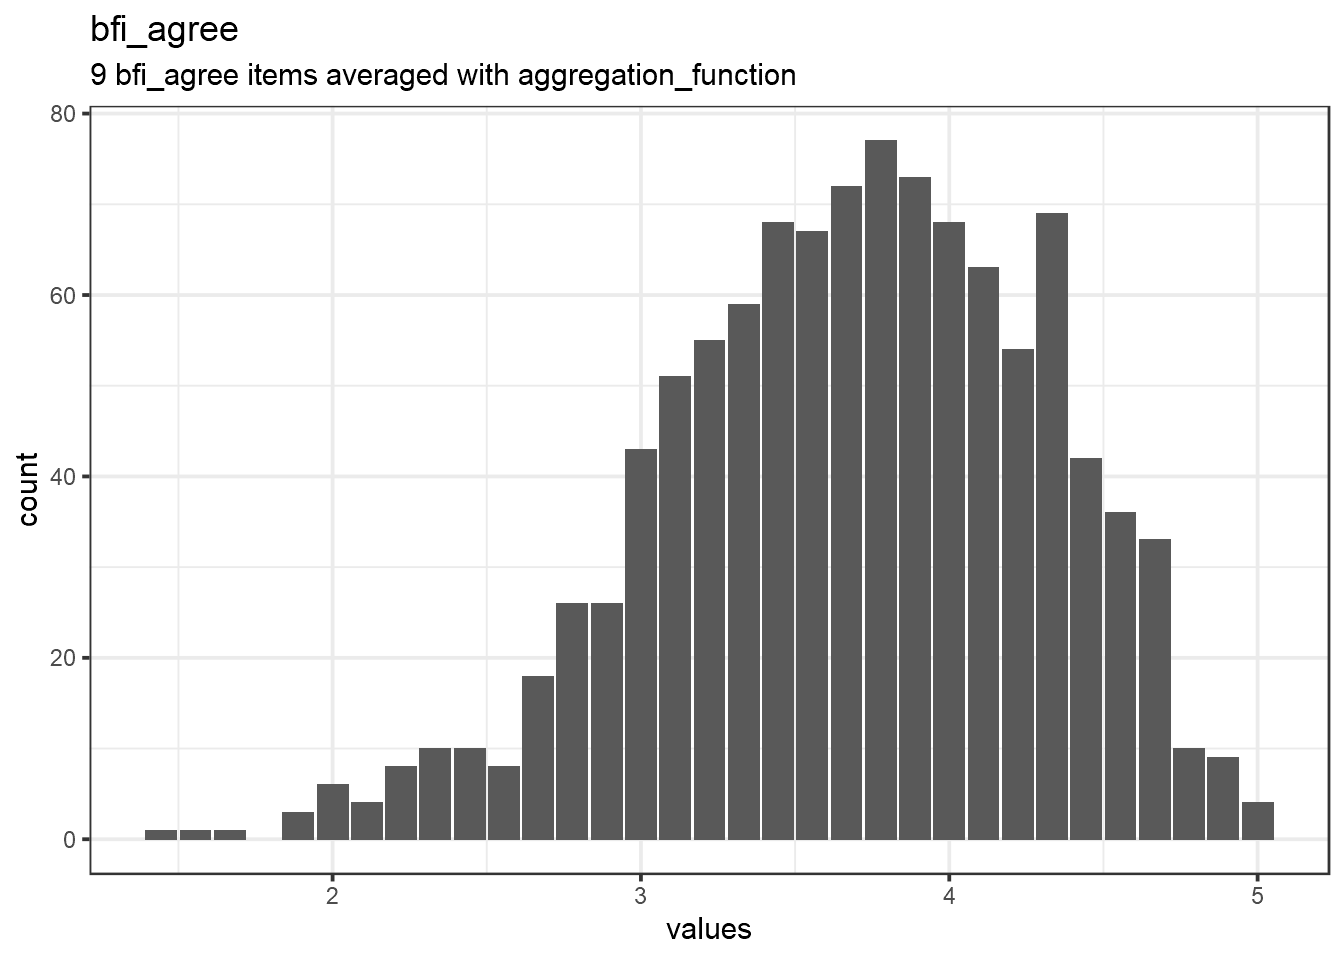 bfi_agree
9 bfi_agree items averaged with aggregation_function
80
60
40
20
0
count
2 3 4 5
values